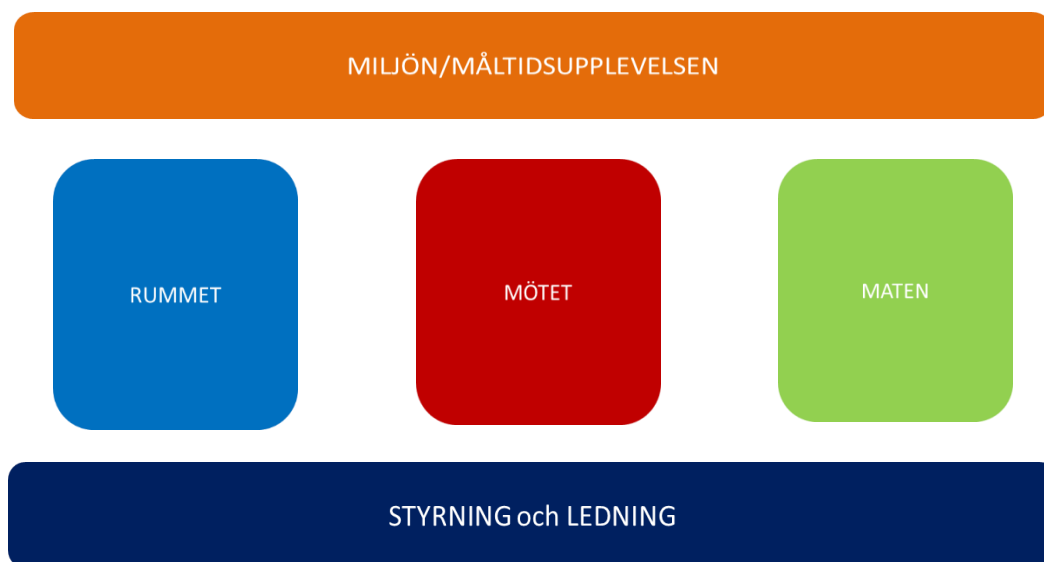 MILJÖN/MÅLTIDSUPPLEVELSEN
RUMMET
MÖTET
MATEN
STYRNING och LEDNING